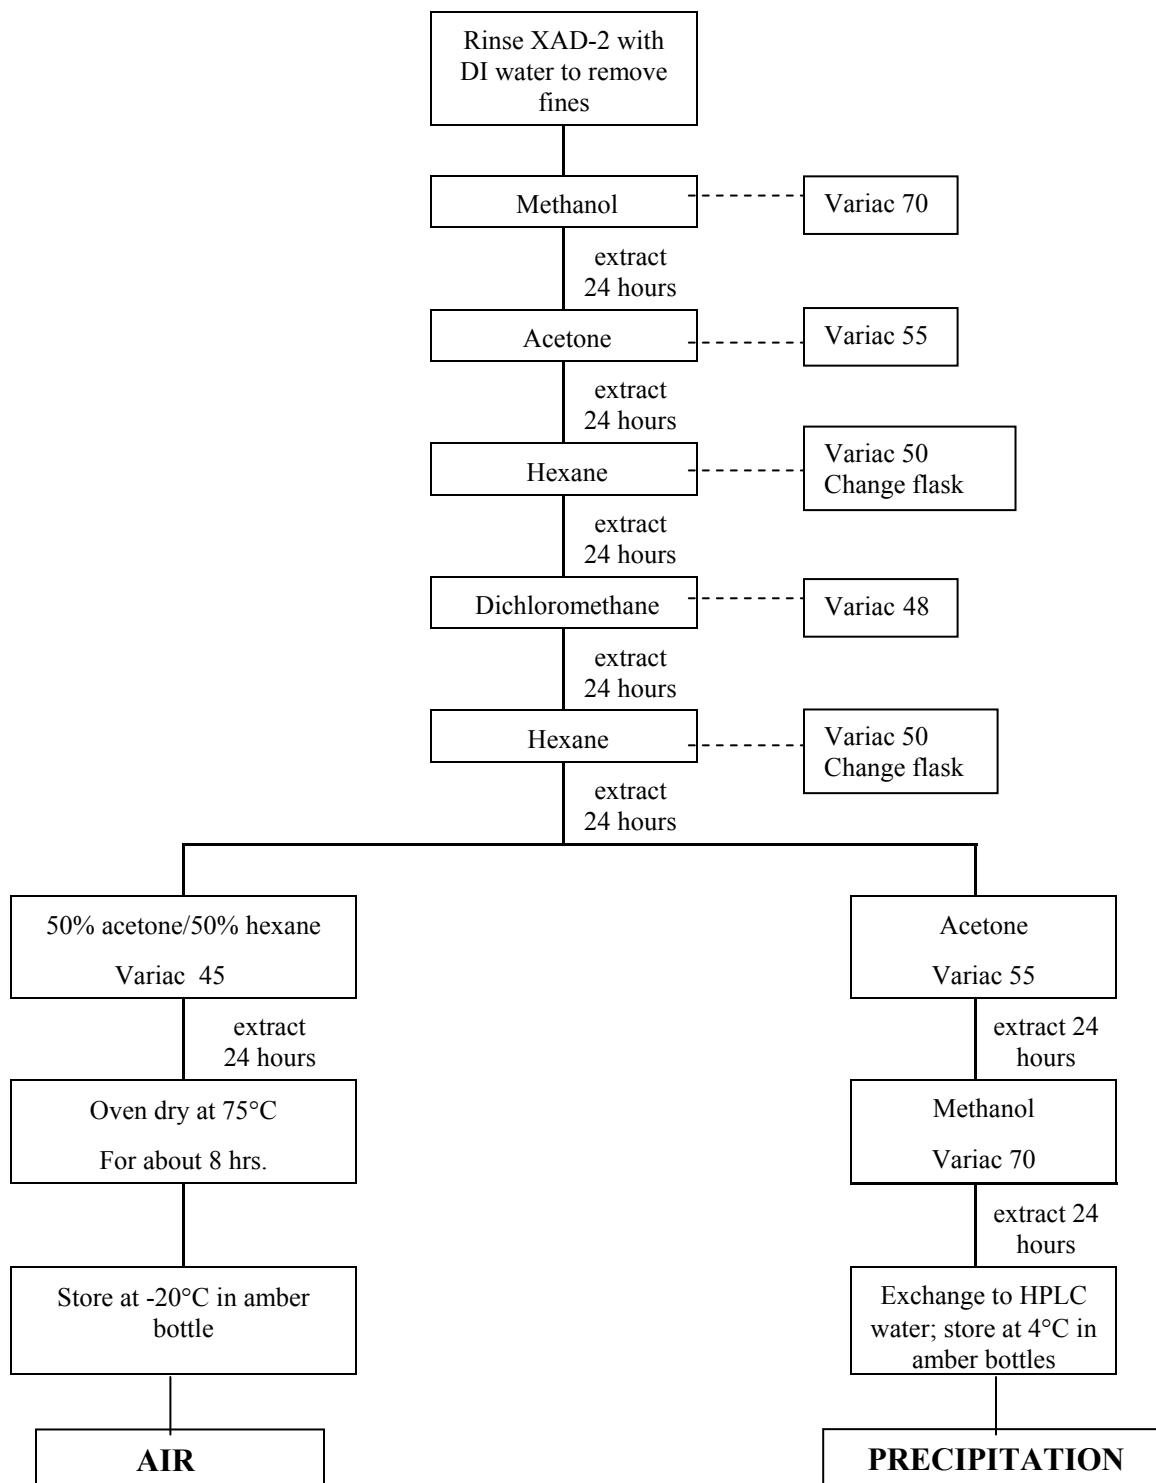 Rinse XAD-2 with
DI water to remove
fines
Methanol
Variac 70
extract
24 hours
Acetone
Variac 55
extract
24 hours
Hexane
Variac 50
Change flask
extract
24 hours
Dichloromethane
Variac 48
extract
24 hours
Hexane
Variac 50
Change flask
extract
24 hours
50% acetone/50% hexane
Variac 45
extract
24 hours
Oven dry at 75°C
For about 8 hrs.
Store at -20°C in amber
bottle
AIR
Acetone
Variac 55
extract 24
hours
Methanol
Variac 70
extract 24
hours
Exchange to HPLC
water; store at 4°C in
amber bottles
PRECIPITATION